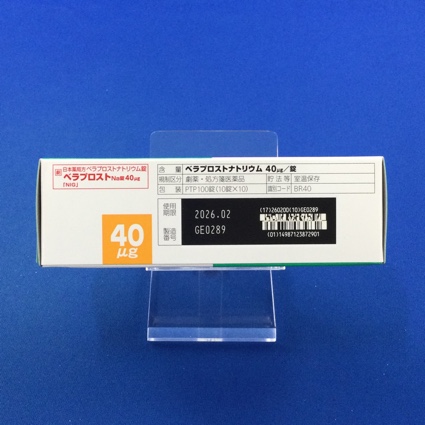 劇 日本薬局方 ベラプロストナトリウム錠
ベラプロストNa錠 40μg
「NIG」
含量 ベラプロストナトリウム 40μg/錠
規制区分 劇薬・処方箋医薬品 貯法等 室温保存
包装 PTP100錠(10錠×10) 識別コード BR40
使用
期限 2026.02
製造
番号 GE0289
(17)260200(10)GE0289
(01)14987123872901
40
μg